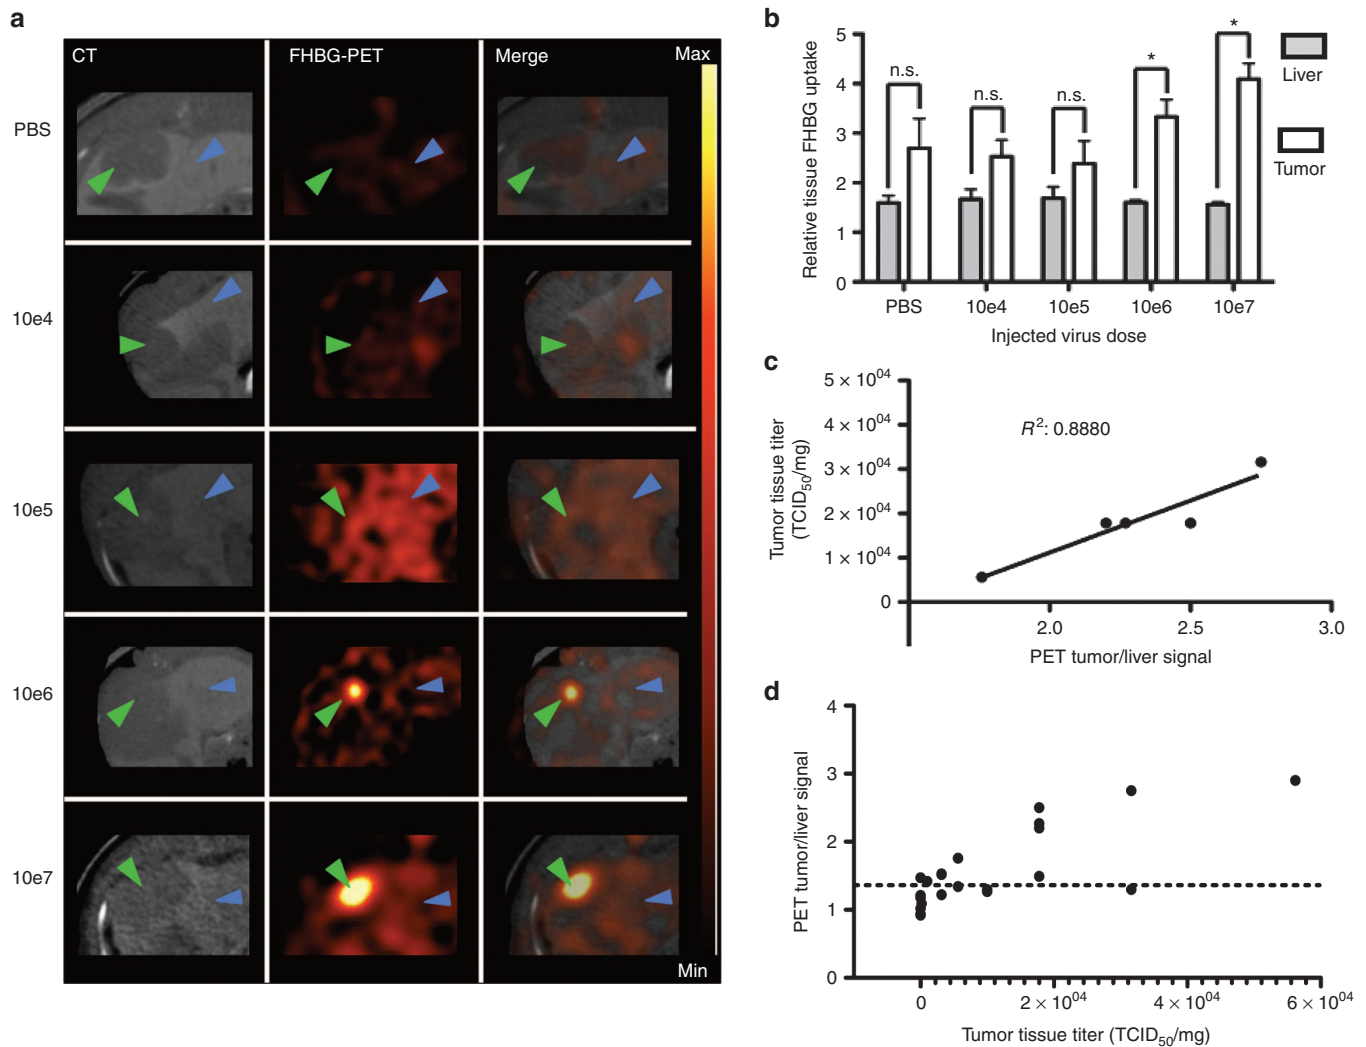 a
CT
FHBG-PET
Merge
Max
PBS
10e4
10e5
10e6
10e7
Min
b
Relative tissue FHBG uptake
5
4
3
2
1
0
n.s.
n.s.
n.s.
*
*
Liver
Tumor
PBS
10e4
10e5
10e6
10e7
Injected virus dose
c
Tumor tissue titer
(TCID50/mg)
5 × 10^04
4 × 10^04
3 × 10^04
2 × 10^04
1 × 10^04
0
R²: 0.8880
2.0
2.5
3.0
PET tumor/liver signal
d
PET tumor/liver signal
4
3
2
1
0
0
2 × 10^04
4 × 10^04
6 × 10^04
Tumor tissue titer (TCID50/mg)